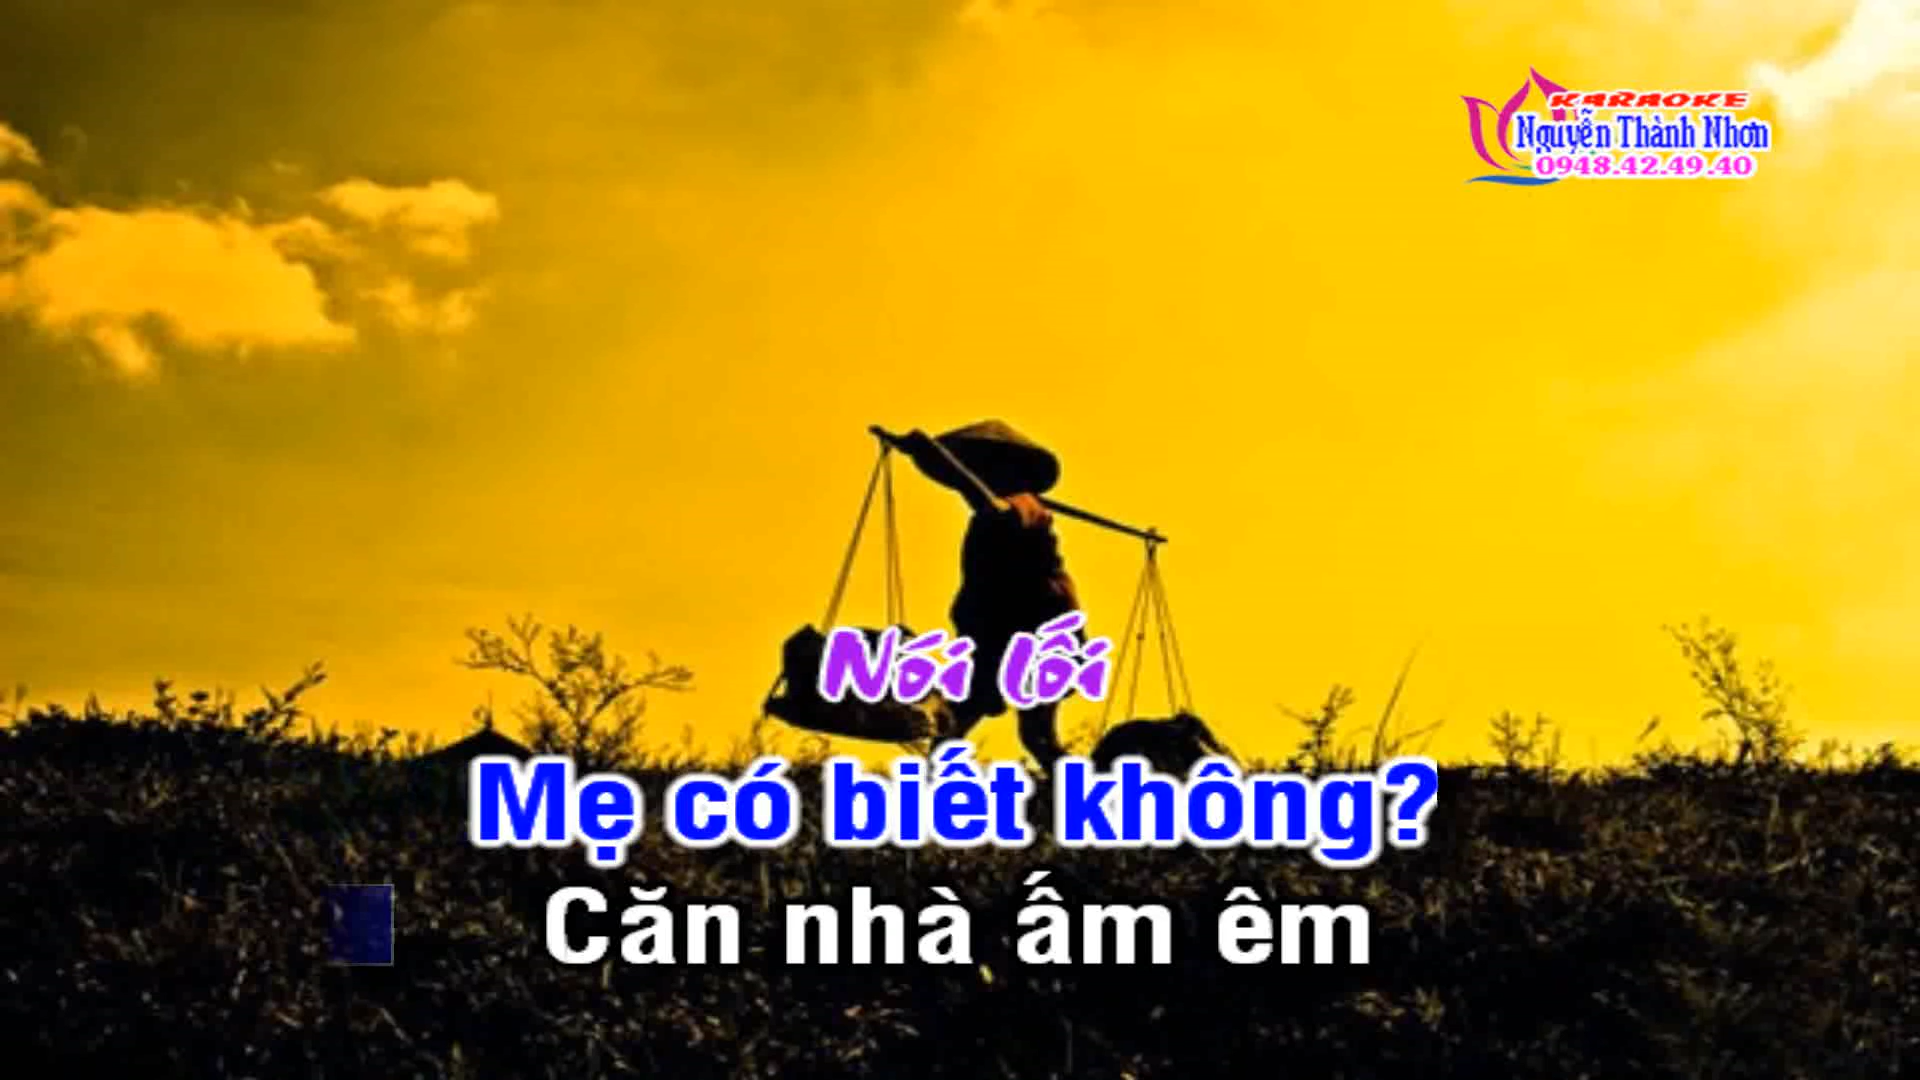 KARAOKE
Nguyễn Thành Nhơn
0948.42.49.40
Nói lối
Mẹ có biết không?
Căn nhà ấm êm